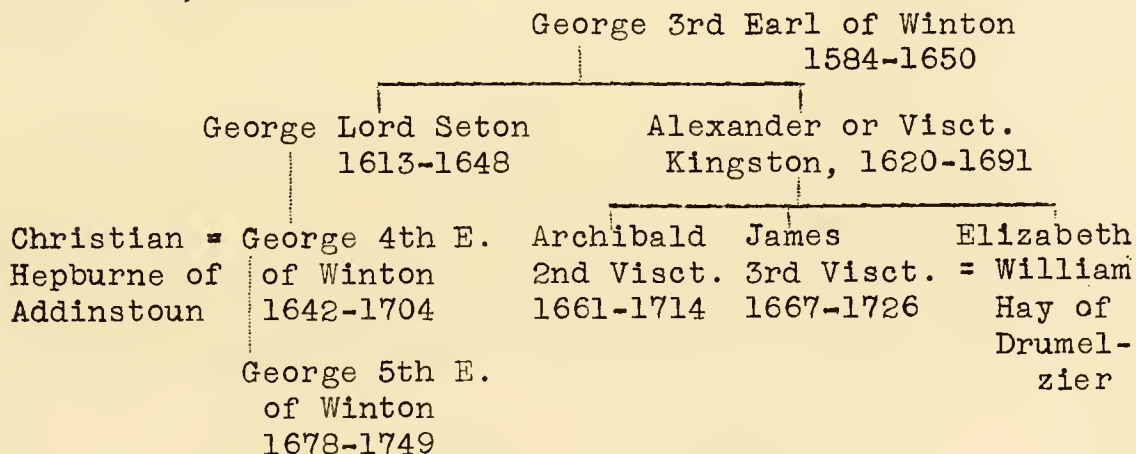 George 3rd Earl of Winton
1584-1650
George Lord Seton
1613-1648
Alexander or Visct.
Kingston, 1620-1691
Christian = George 4th E.
Hepburne of
Addinstoun
of Winton
1642-1704
Archibald
2nd Visct.
1661-1714
James
3rd Visct.
1667-1726
Elizabeth
= William
Hay of
Drumel-
zier
George 5th E.
of Winton
1678-1749